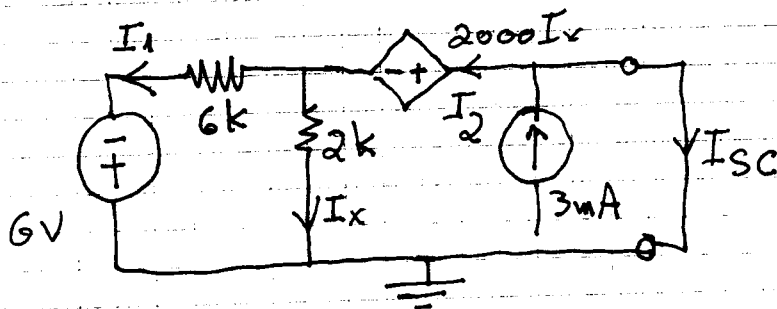 I1
2000Ix
- +
6k
I2
2k
-
+
ISC
Ix
3mA
6V